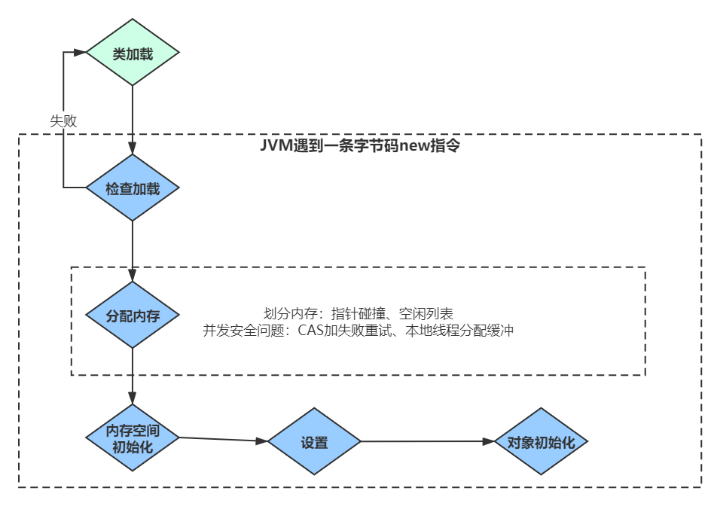 类加载
失败
JVM遇到一条字节码new指令
检查加载
分配内存
划分内存：指针碰撞、空闲列表
并发安全问题：CAS加失败重试、本地线程分配缓冲
内存空间
初始化
设置
对象初始化